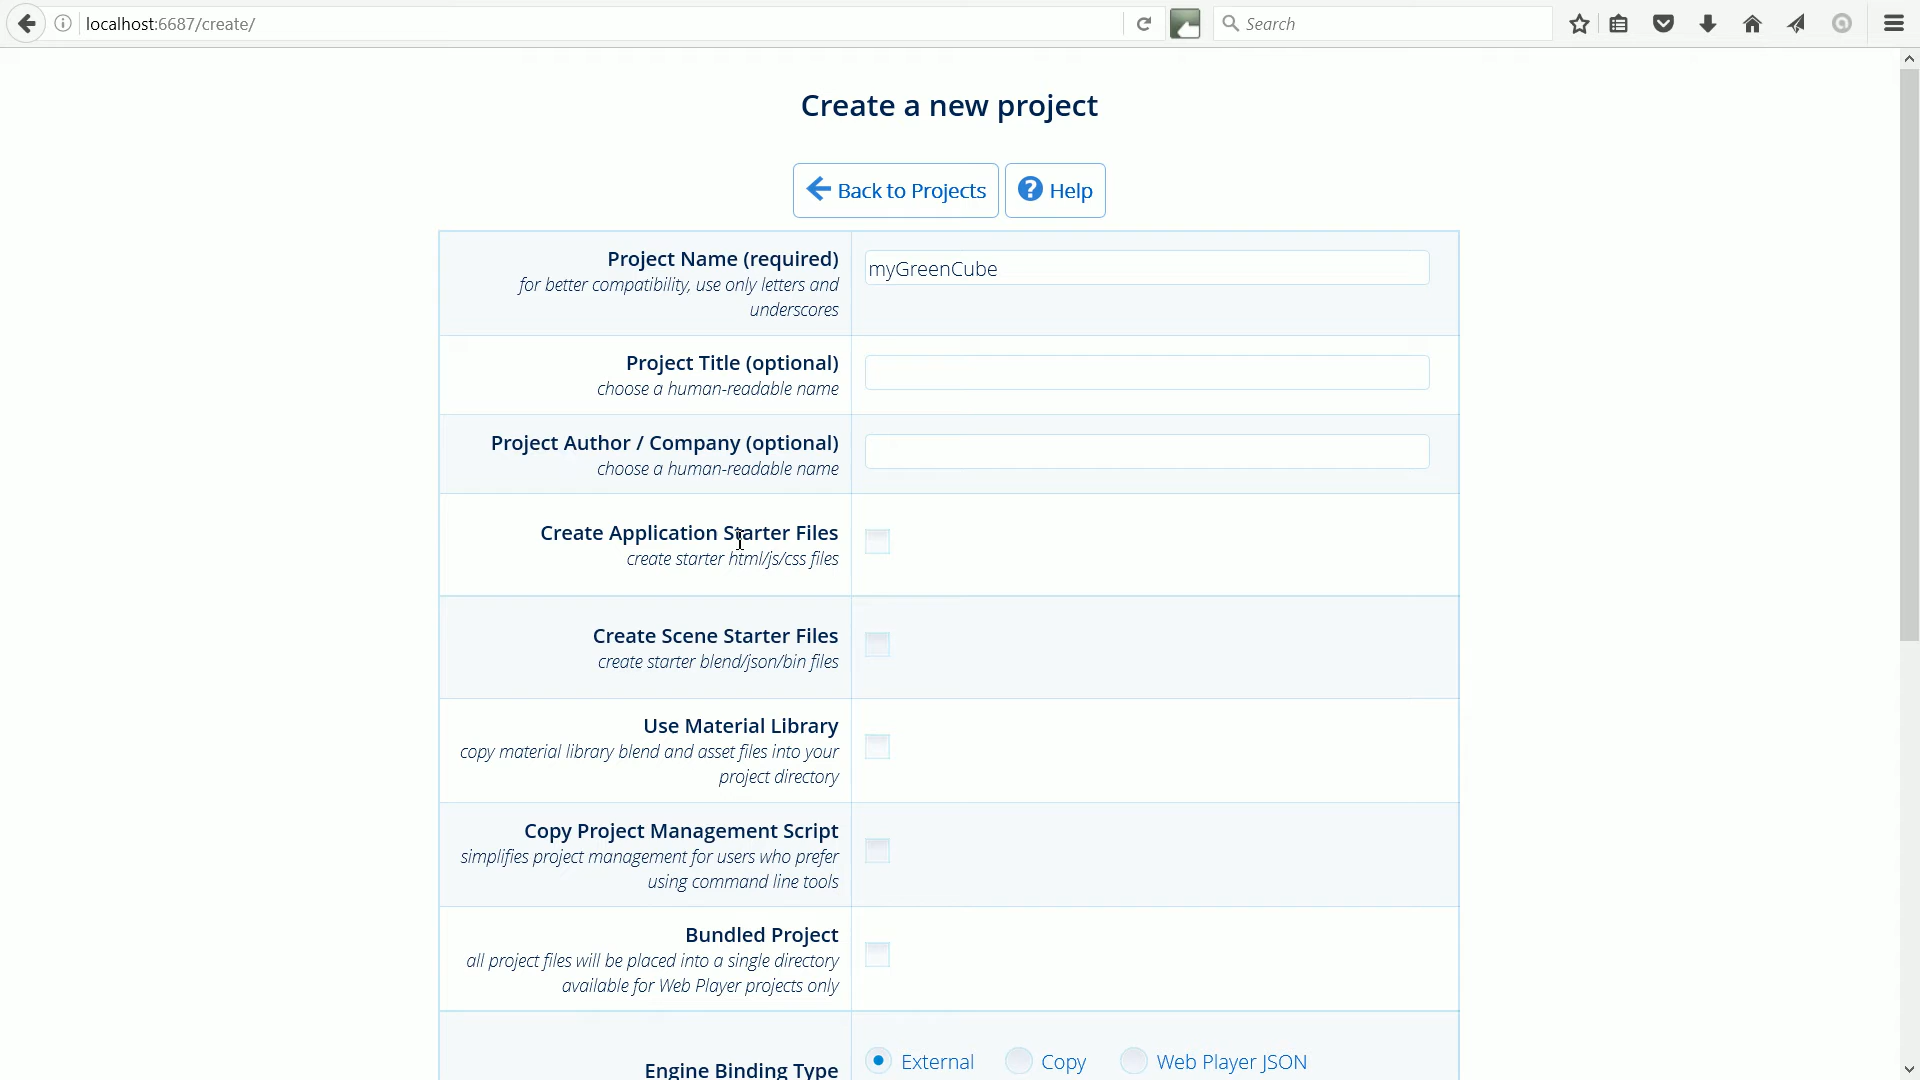 localhost:6687/create/
Search
Create a new project
Back to Projects
Help
Project Name (required)
for better compatibility, use only letters and
underscores
myGreenCube
Project Title (optional)
choose a human-readable name
Project Author / Company (optional)
choose a human-readable name
Create Application Starter Files
create starter html/js/css files
Create Scene Starter Files
create starter blend/json/bin files
Use Material Library
copy material library blend and asset files into your
project directory
Copy Project Management Script
simplifies project management for users who prefer
using command line tools
Bundled Project
all project files will be placed into a single directory
available for Web Player projects only
Engine Binding Type
External
Copy
Web Player JSON